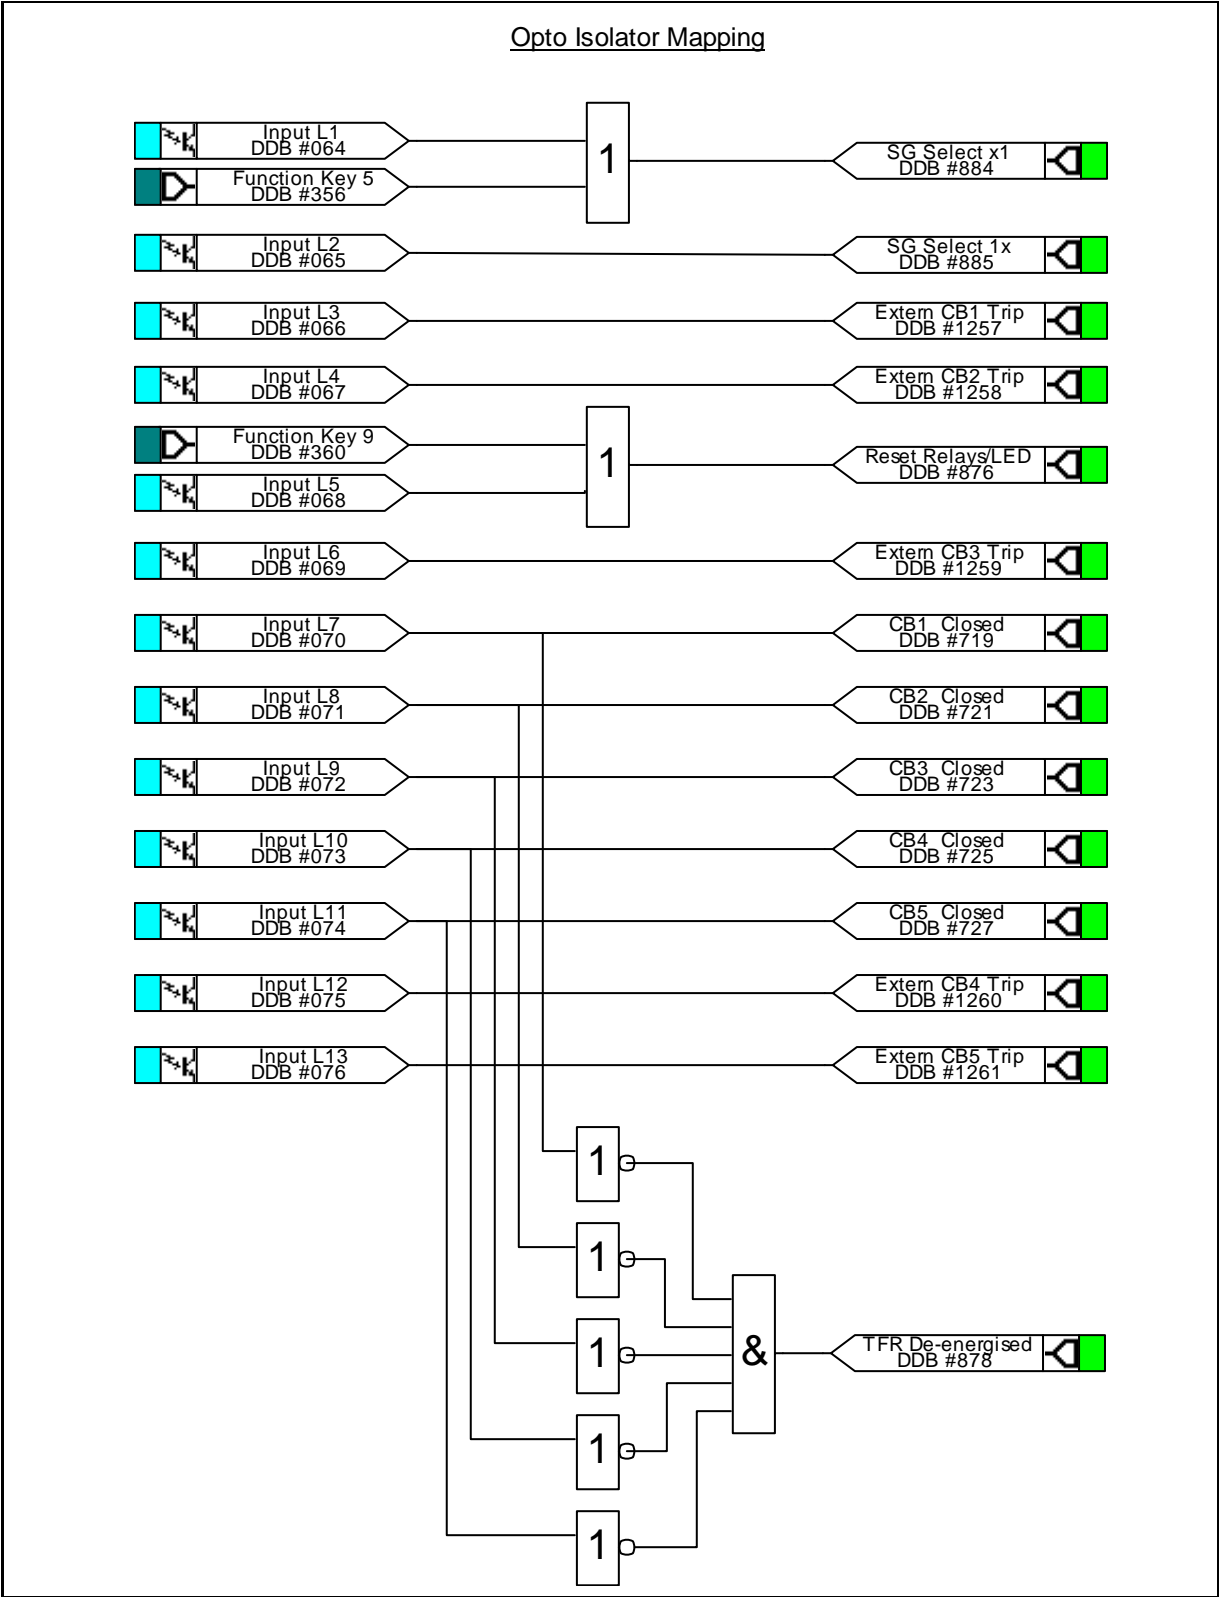 Opto Isolator Mapping
Input L1
DDB #064
Function Key 5
DDB #356
1
SG Select x1
DDB #884
Input L2
DDB #065
SG Select 1x
DDB #885
Input L3
DDB #066
Extern CB1 Trip
DDB #1257
Input L4
DDB #067
Extern CB2 Trip
DDB #1258
Function Key 9
DDB #360
Input L5
DDB #068
1
Reset Relays/LED
DDB #876
Input L6
DDB #069
Extern CB3 Trip
DDB #1259
Input L7
DDB #070
CB1 Closed
DDB #719
Input L8
DDB #071
CB2 Closed
DDB #721
Input L9
DDB #072
CB3 Closed
DDB #723
Input L10
DDB #073
CB4 Closed
DDB #725
Input L11
DDB #074
CB5 Closed
DDB #727
Input L12
DDB #075
Extern CB4 Trip
DDB #1260
Input L13
DDB #076
Extern CB5 Trip
DDB #1261
1
1
1
1
1
&
TFR De-energised
DDB #878